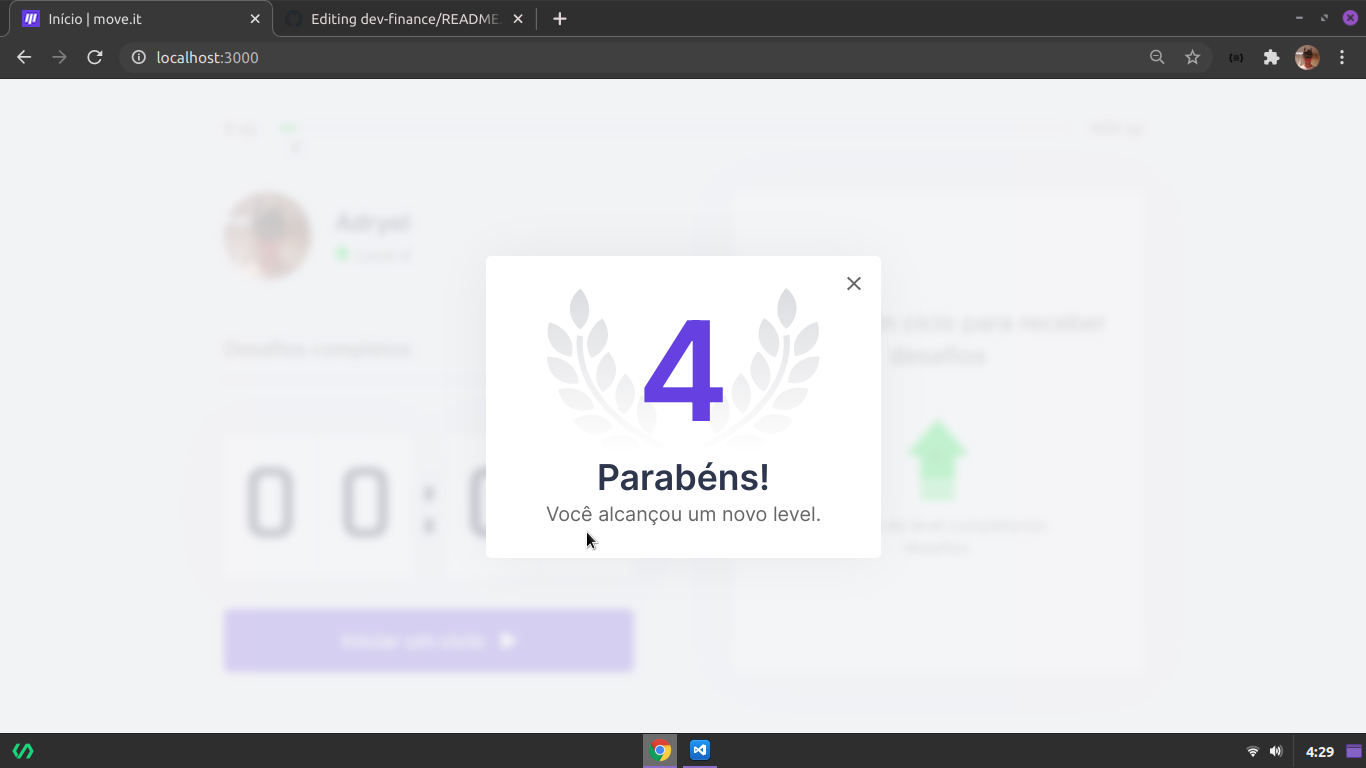 Início | move.it
Editing dev-finance/README
localhost:3000
Adryel
Desafios completos
m ciclo para receber
desafios
4
Parabéns!
Você alcançou um novo level.
0 0 : 0
Iniciar um ciclo
4:29